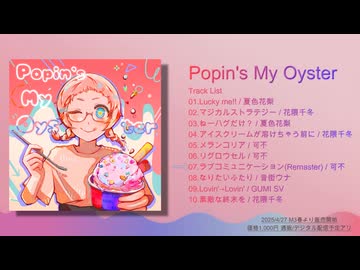 Popin's
My
Oyster
Popin's My Oyster
Track List
01.Lucky me!! / 夏色花梨
02.マジカルストラテジー / 花隈千冬
03.ねーハグだけ？ / 夏色花梨
04.アイスクリームが溶けちゃう前に / 花隈千冬
05.メランコリア / 可不
06.リグロワセル / 可不
07.ラブコミュニケーション(Remaster) / 可不
08.なりたいふたり / 音街ウナ
09.Lovin'→Lovin' / GUMI SV
10.素敵な終末を / 花隈千冬
2025/4/27 M3春より販売開始
価格1,000円 通販/デジタル配信予定アリ